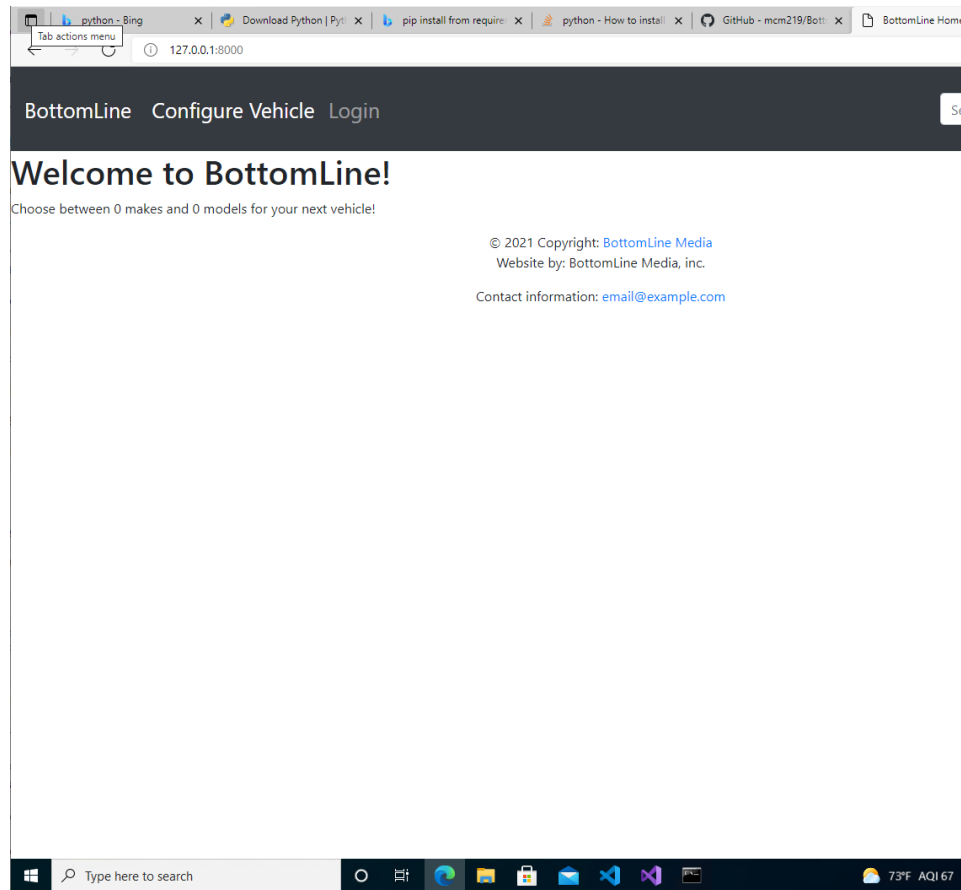 python - Bing
Download Python | Pyt
pip install from require
python - How to install
GitHub - mcm219/Bott
BottomLine Home
Tab actions menu
127.0.0.1:8000
BottomLine Configure Vehicle Login
Se
Welcome to BottomLine!
Choose between 0 makes and 0 models for your next vehicle!
© 2021 Copyright: BottomLine Media
Website by: BottomLine Media, inc.
Contact information: email@example.com
Type here to search
73°F AQI 67